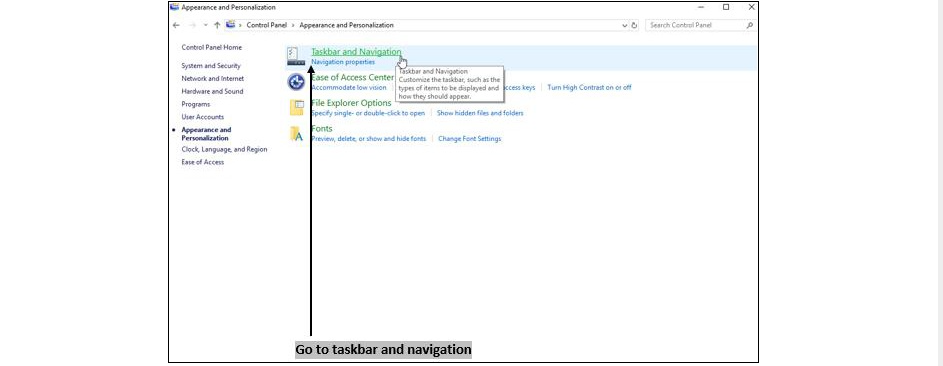 Appearance and Personalization
Control Panel > Appearance and Personalization
Search Control Panel
Control Panel Home
System and Security
Network and Internet
Hardware and Sound
Programs
User Accounts
Appearance and
Personalization
Clock, Language, and Region
Ease of Access
Taskbar and Navigation
Navigation properties
Taskbar and Navigation
Customize the taskbar, such as the
types of items to be displayed and
how they should appear.
Ease of Access Center
Accommodate low vision
access keys
Turn High Contrast on or off
File Explorer Options
Specify single- or double-click to open
Show hidden files and folders
Fonts
Preview, delete, or show and hide fonts
Change Font Settings
Go to taskbar and navigation